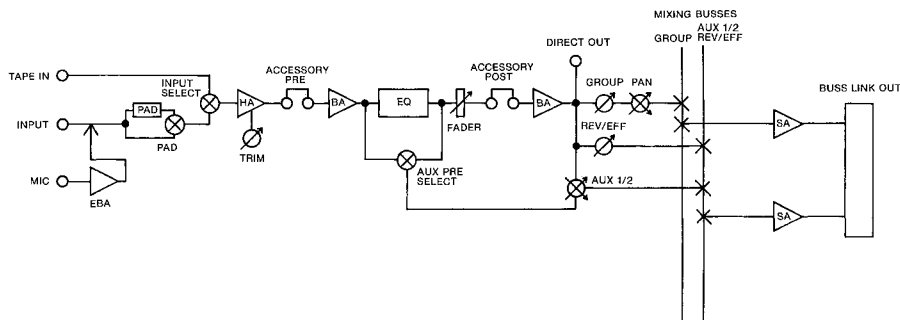 MIXING BUSSES
GROUP
AUX 1/2
REV/EFF
DIRECT OUT
TAPE IN
INPUT SELECT
ACCESSORY
PRE
ACCESSORY
POST
GROUP
PAN
BUSS LINK OUT
HA
BA
EQ
BA
INPUT
PAD
PAD
TRIM
FADER
REV/EFF
SA
AUX PRE
SELECT
AUX 1/2
MIC
EBA
SA